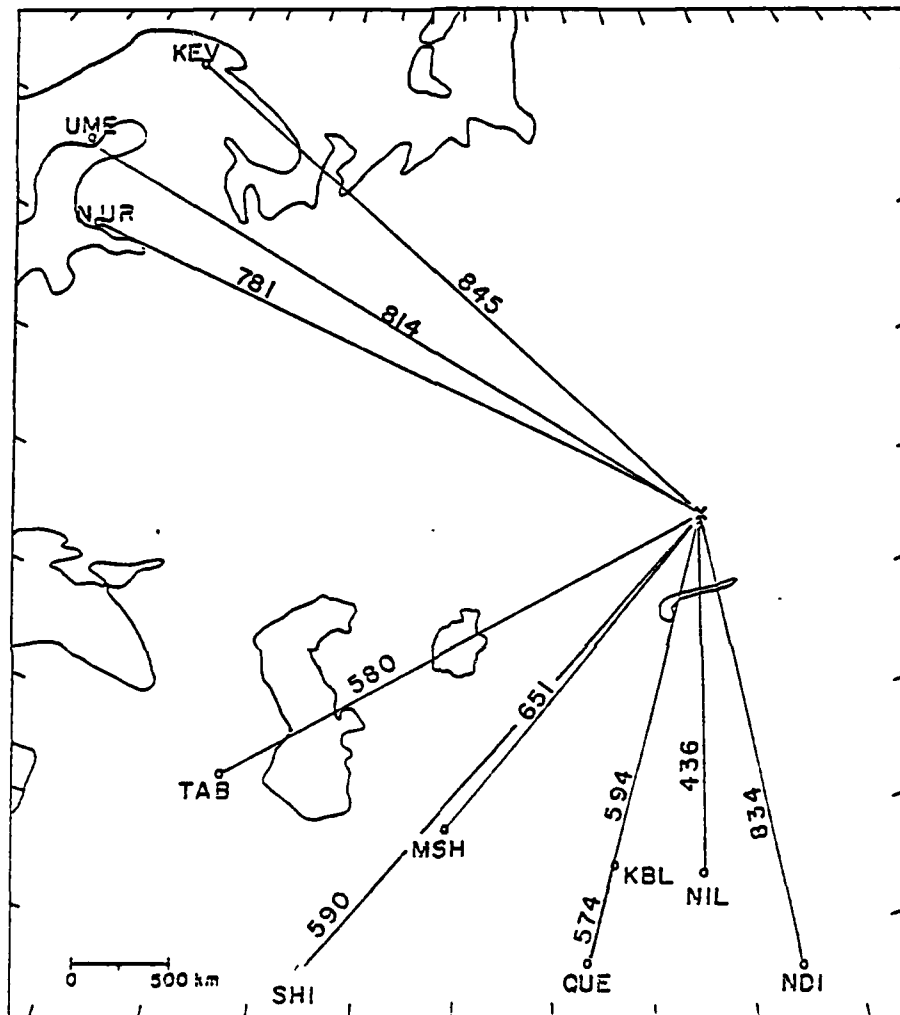 KEV
UME
NUR
781
814
845
580
651
TAB
MSH
594
436
834
KBL
NIL
590
574
0 500 km
SHI
QUE
NDI